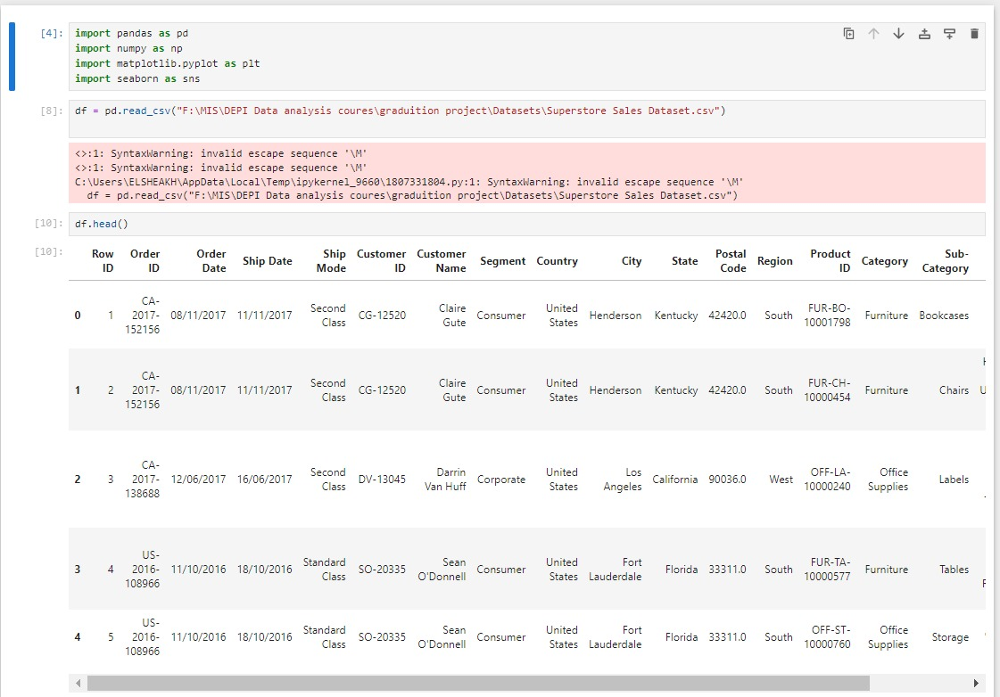 [4]:
import pandas as pd
import numpy as np
import matplotlib.pyplot as plt
import seaborn as sns
[8]:
df = pd.read_csv("F:\MIS\DEPI Data analysis coures\graduition project\Datasets\Superstore Sales Dataset.csv")
<>:1: SyntaxWarning: invalid escape sequence '\M'
<>:1: SyntaxWarning: invalid escape sequence '\M'
C:\Users\ELSHEAKH\AppData\Local\Temp\ipykernel_9660\1807331804.py:1: SyntaxWarning: invalid escape sequence '\M'
df = pd.read_csv("F:\MIS\DEPI Data analysis coures\graduition project\Datasets\Superstore Sales Dataset.csv")
[10]:
df.head()
[10]:
Row ID Order ID Order Date Ship Date Ship Mode Customer ID Customer Name Segment Country City State Postal Code Region Product ID Category Sub-Category
0 1 CA-2017-152156 08/11/2017 11/11/2017 Second Class CG-12520 Claire Gute Consumer United States Henderson Kentucky 42420.0 South FUR-BO-10001798 Furniture Bookcases
1 2 CA-2017-152156 08/11/2017 11/11/2017 Second Class CG-12520 Claire Gute Consumer United States Henderson Kentucky 42420.0 South FUR-CH-10000454 Furniture Chairs
2 3 CA-2017-138688 12/06/2017 16/06/2017 Second Class DV-13045 Darrin Van Huff Corporate United States Los Angeles California 90036.0 West OFF-LA-10000240 Office Supplies Labels
3 4 US-2016-108966 11/10/2016 18/10/2016 Standard Class SO-20335 Sean O'Donnell Consumer United States Fort Lauderdale Florida 33311.0 South FUR-TA-10000577 Furniture Tables
4 5 US-2016-108966 11/10/2016 18/10/2016 Standard Class SO-20335 Sean O'Donnell Consumer United States Fort Lauderdale Florida 33311.0 South OFF-ST-10000760 Office Supplies Storage